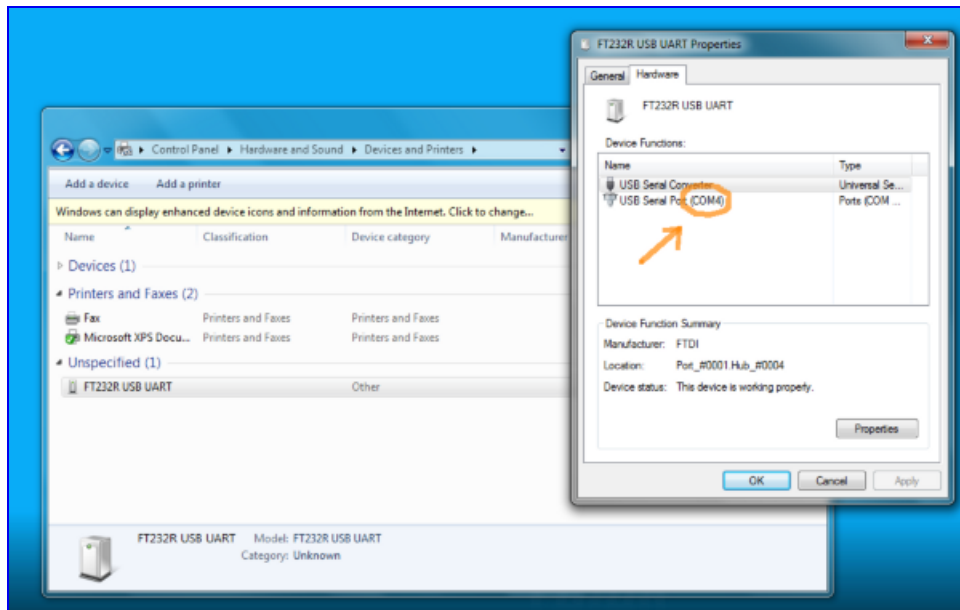 FT232R USB UART Properties
General Hardware
FT232R USB UART
Device Functions:
Name Type
USB Serial Converter Universal Se...
USB Serial Port (COM4) Ports (COM ...
Device Function Summary
Manufacturer: FTDI
Location: Port_#0001.Hub_#0004
Device status: This device is working properly.
Properties
OK Cancel Apply
Control Panel Hardware and Sound Devices and Printers
Add a device Add a printer
Windows can display enhanced device icons and information from the Internet. Click to change...
Name Classification Device category Manufacturer
Devices (1)
Printers and Faxes (2)
Fax Printers and Faxes Printers and Faxes
Microsoft XPS Docu... Printers and Faxes Printers and Faxes
Unspecified (1)
FT232R USB UART Other
FT232R USB UART Model: FT232R USB UART
Category: Unknown